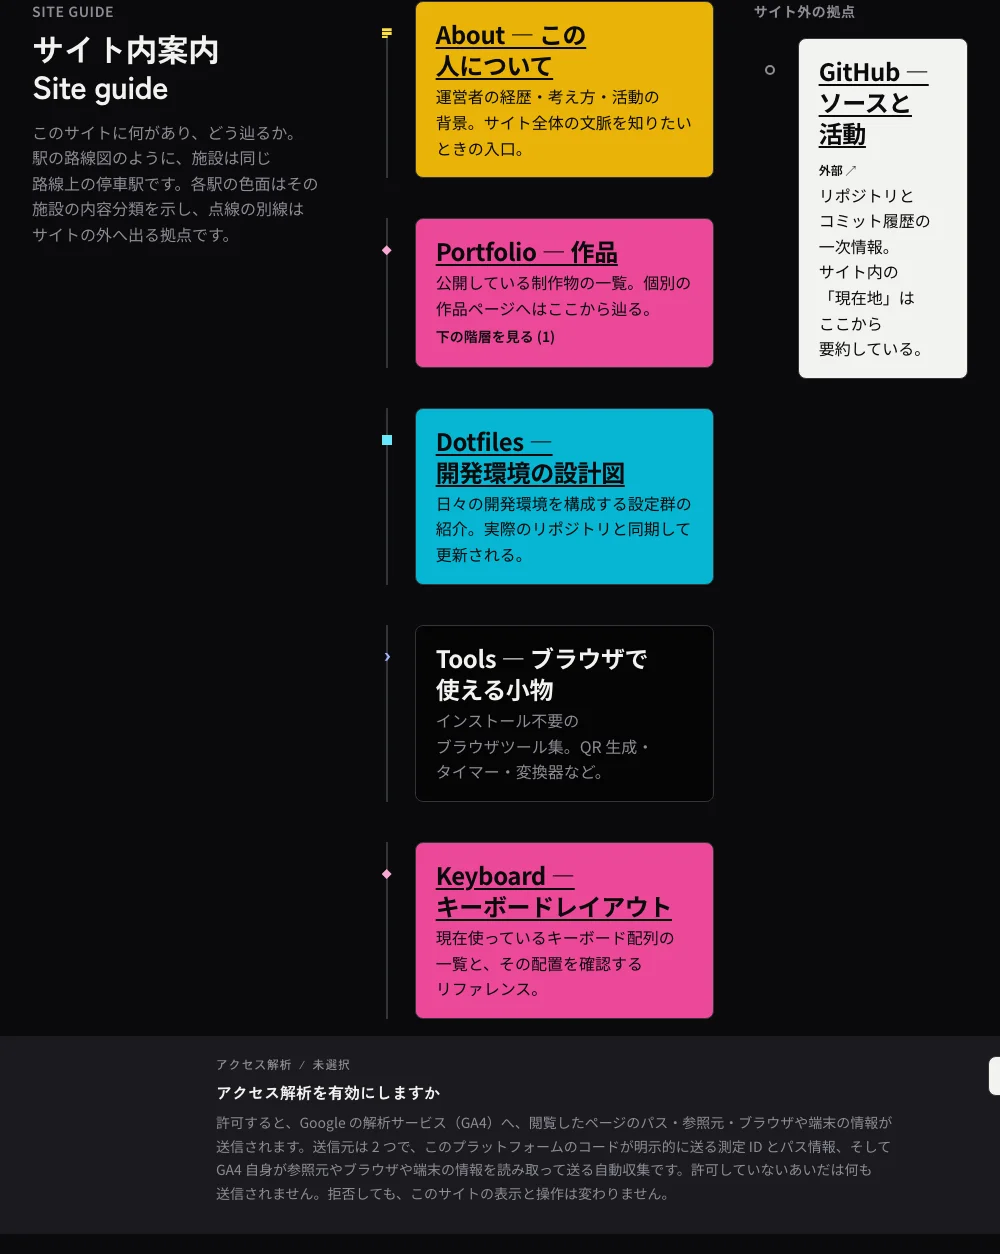 SITE GUIDE
サイト内案内
Site guide
このサイトに何があり、どう辿るか。
駅の路線図のように、施設は同じ
路線上の停車駅です。各駅の色面はその
施設の内容分類を示し、点線の別線は
サイトの外へ出る拠点です。
About — この
人について
運営者の経歴・考え方・活動の
背景。サイト全体の文脈を知りたい
ときの入口。
Portfolio — 作品
公開している制作物の一覧。個別の
作品ページへはここから辿る。
下の階層を見る (1)
Dotfiles —
開発環境の設計図
日々の開発環境を構成する設定群の
紹介。実際のリポジトリと同期して
更新される。
Tools — ブラウザで
使える小物
インストール不要の
ブラウザツール集。QR 生成・
タイマー・変換器など。
Keyboard —
キーボードレイアウト
現在使っているキーボード配列の
一覧と、その配置を確認する
リファレンス。
サイト外の拠点
GitHub —
ソースと
活動
外部 ↗
リポジトリと
コミット履歴の
一次情報。
サイト内の
「現在地」は
ここから
要約している。
アクセス解析 / 未選択
アクセス解析を有効にしますか
許可すると、Google の解析サービス（GA4）へ、閲覧したページのパス・参照元・ブラウザや端末の情報が
送信されます。送信元は 2 つで、このプラットフォームのコードが明示的に送る測定 ID とパス情報、そして
GA4 自身が参照元やブラウザや端末の情報を読み取って送る自動収集です。許可していないあいだは何も
送信されません。拒否しても、このサイトの表示と操作は変わりません。